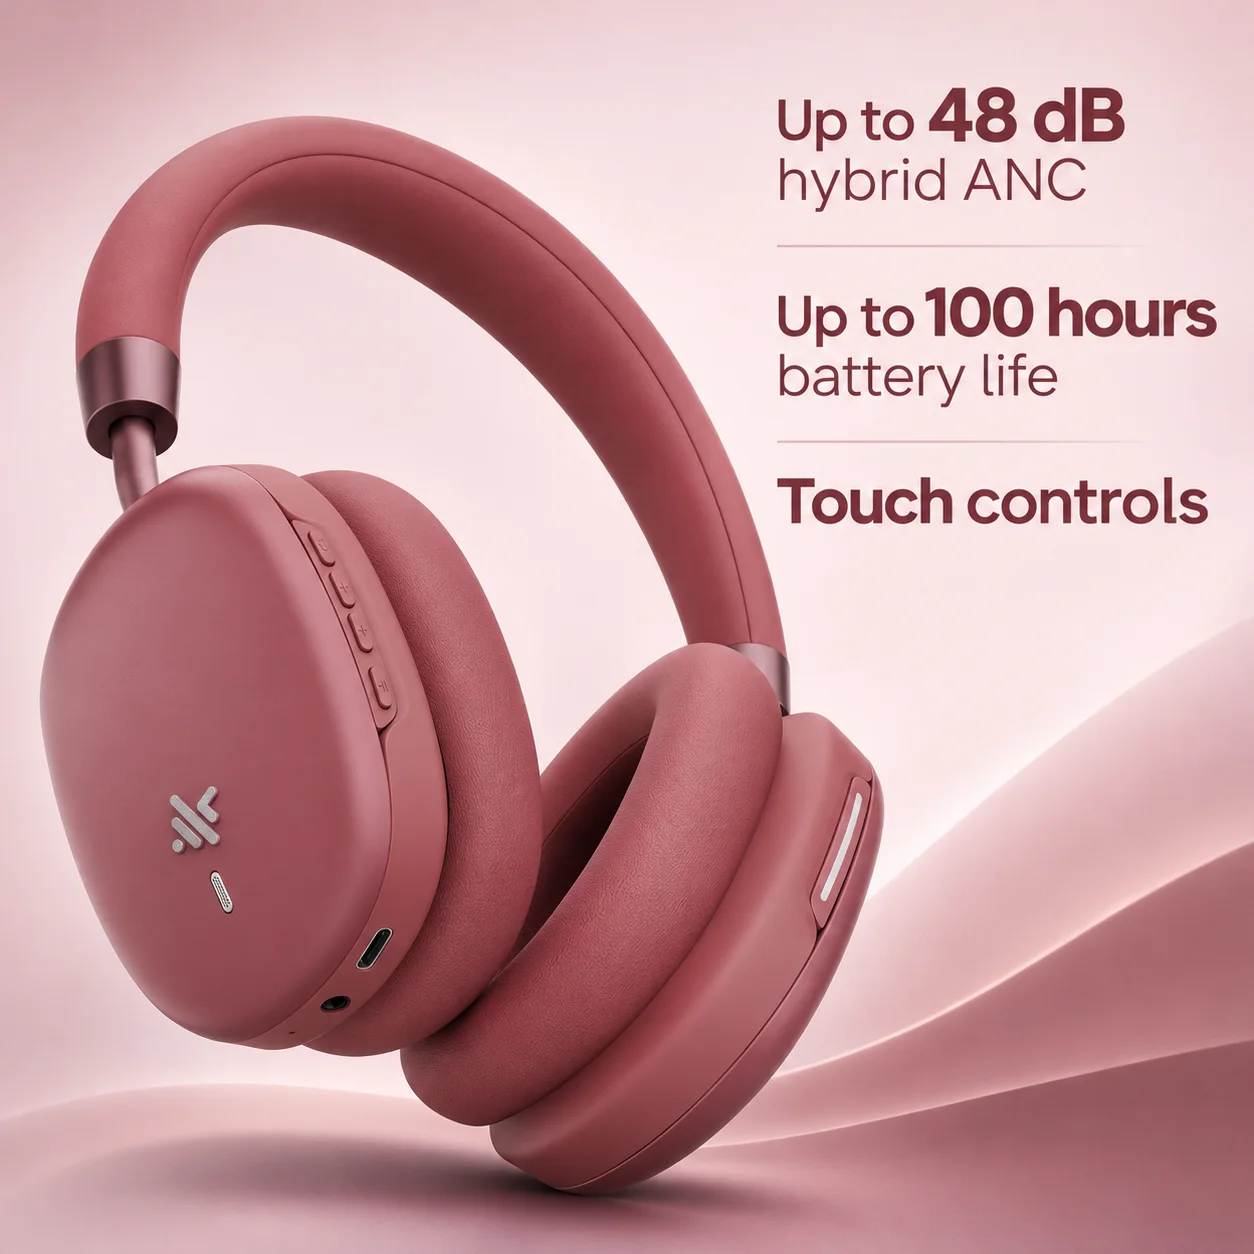 Up to 48 dB
hybrid ANC
Up to 100 hours
battery life
Touch controls